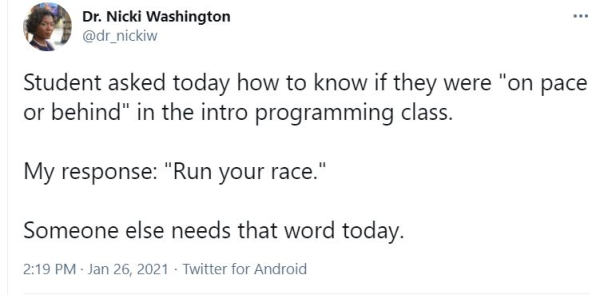 Dr. Nicki Washington
@dr_nickiw
Student asked today how to know if they were "on pace
or behind" in the intro programming class.
My response: "Run your race."
Someone else needs that word today.
2:19 PM · Jan 26, 2021 · Twitter for Android